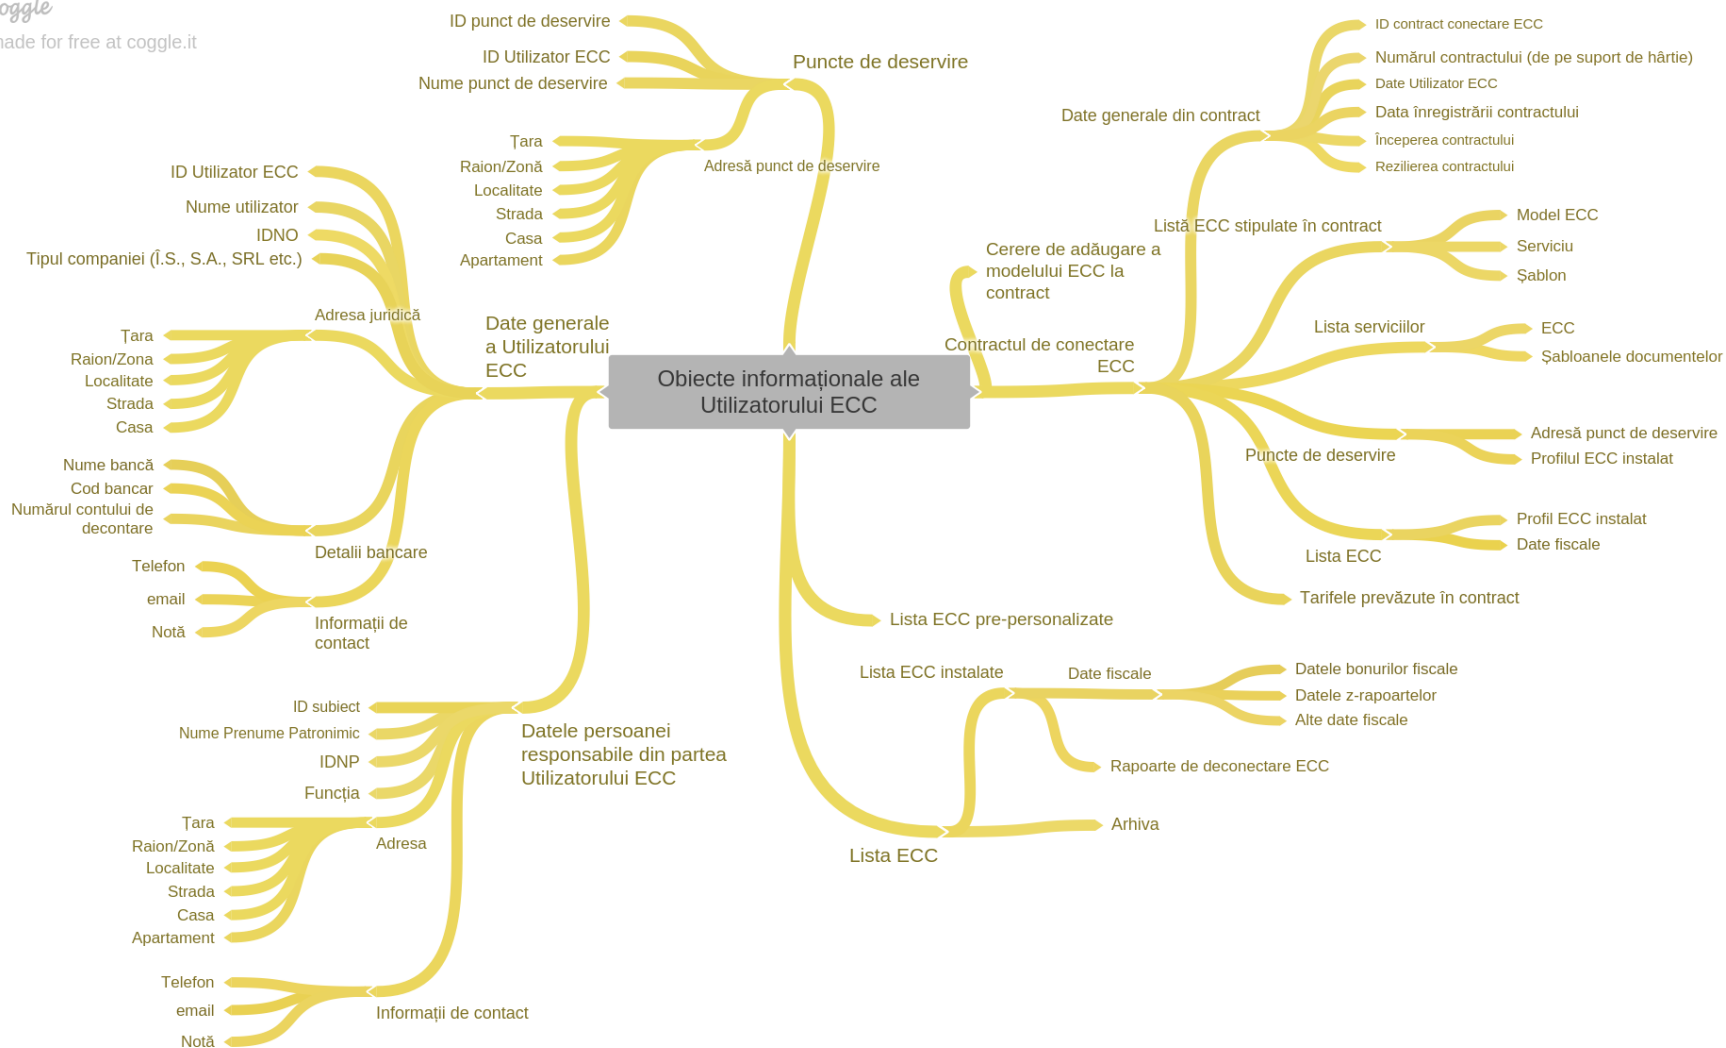 oggle
made for free at coggle.it
ID punct de deservire
ID Utilizator ECC
Nume punct de deservire
Puncte de deservire
Țara
Raion/Zonă
Localitate
Strada
Casa
Apartament
Adresă punct de deservire
ID Utilizator ECC
Nume utilizator
IDNO
Tipul companiei (Î.S., S.A., SRL etc.)
Adresa juridică
Țara
Raion/Zona
Localitate
Strada
Casa
Nume bancă
Cod bancar
Numărul contului de
decontare
Detalii bancare
Telefon
email
Notă
Informații de
contact
Date generale
a Utilizatorului
ECC
Obiecte informaționale ale
Utilizatorului ECC
ID subiect
Nume Prenume Patronimic
IDNP
Funcția
Țara
Raion/Zonă
Localitate
Strada
Casa
Apartament
Adresa
Telefon
email
Notă
Informații de contact
Datele persoanei
responsabile din partea
Utilizatorului ECC
Cerere de adăugare a
modelului ECC la
contract
Contractul de conectare
ECC
Date generale din contract
ID contract conectare ECC
Numărul contractului (de pe suport de hârtie)
Date Utilizator ECC
Data înregistrării contractului
Începerea contractului
Rezilierea contractului
Listă ECC stipulate în contract
Model ECC
Serviciu
Șablon
Lista serviciilor
ECC
Șabloanele documentelor
Puncte de deservire
Adresă punct de deservire
Profilul ECC instalat
Lista ECC
Profil ECC instalat
Date fiscale
Tarifele prevăzute în contract
Lista ECC pre-personalizate
Lista ECC instalate
Date fiscale
Datele bonurilor fiscale
Datele z-rapoartelor
Alte date fiscale
Rapoarte de deconectare ECC
Arhiva
Lista ECC